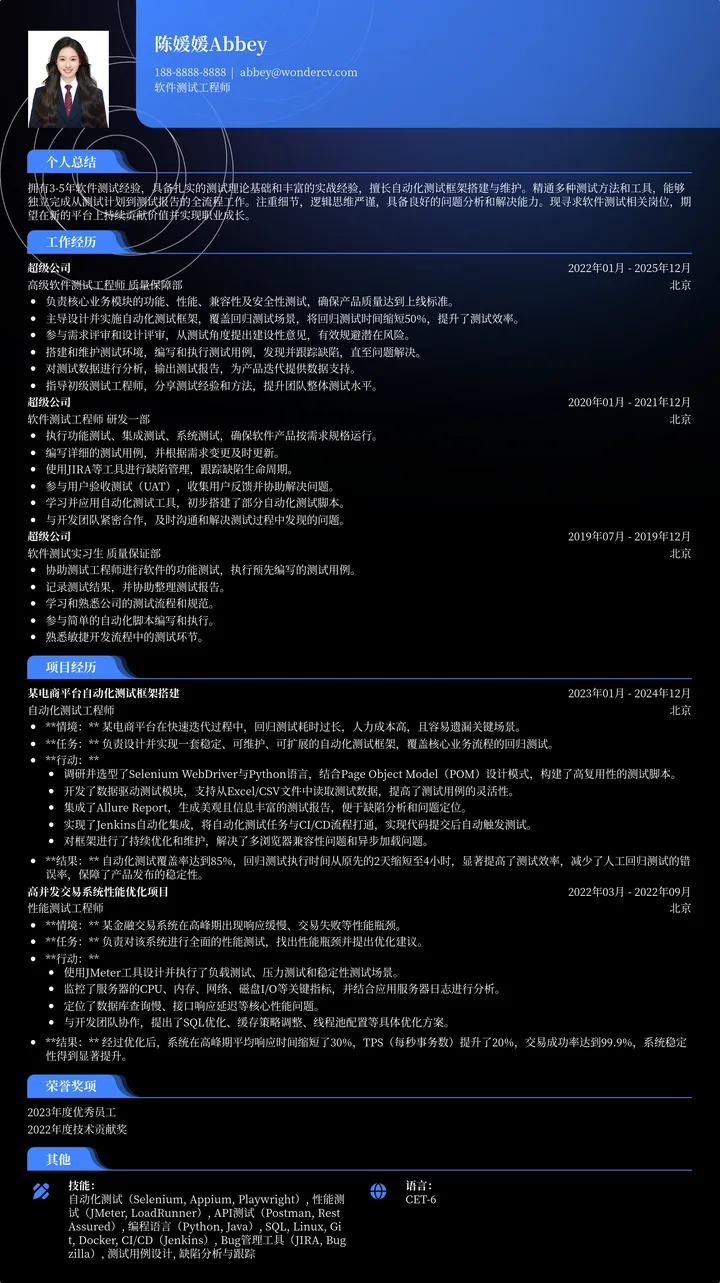 陈媛媛Abbey
188-8888-8888 | abbey@wondercv.com
软件测试工程师
个人总结
拥有3-5年软件测试经验，具备扎实的测试理论基础和丰富的实战经验，擅长自动化测试框架搭建与维护。精通多种测试方法和工具，能够
独立完成从测试计划到测试报告的全流程工作。注重细节，逻辑思维严谨，具备良好的问题分析和解决能力。现寻求软件测试相关岗位，期
望在新的平台上持续贡献价值并实现职业成长。
工作经历
超级公司 2022年01月 - 2025年12月
高级软件测试工程师 质量保障部 北京
• 负责核心业务模块的功能、性能、兼容性及安全性测试，确保产品质量达到上线标准。
• 主导设计并实施自动化测试框架，覆盖回归测试场景，将回归测试时间缩短50%，提升了测试效率。
• 参与需求评审和设计评审，从测试角度提出建设性意见，有效规避潜在风险。
• 搭建和维护测试环境，编写和执行测试用例，发现并跟踪缺陷，直至问题解决。
• 对测试数据进行分析，输出测试报告，为产品迭代提供数据支持。
• 指导初级测试工程师，分享测试经验和方法，提升团队整体测试水平。
超级公司 2020年01月 - 2021年12月
软件测试工程师 研发一部 北京
• 执行功能测试、集成测试、系统测试，确保软件产品按需求规格运行。
• 编写详细的测试用例，并根据需求变更及时更新。
• 使用JIRA等工具进行缺陷管理，跟踪缺陷生命周期。
• 参与用户验收测试（UAT），收集用户反馈并协助解决问题。
• 学习并应用自动化测试工具，初步搭建了部分自动化测试脚本。
• 与开发团队紧密合作，及时沟通和解决测试过程中发现的问题。
超级公司 2019年07月 - 2019年12月
软件测试实习生 质量保证部 北京
• 协助测试工程师进行软件的功能测试，执行预先编写的测试用例。
• 记录测试结果，并协助整理测试报告。
• 学习和熟悉公司的测试流程和规范。
• 参与简单的自动化脚本编写和执行。
• 熟悉敏捷开发流程中的测试环节。
项目经历
某电商平台自动化测试框架搭建 2023年01月 - 2024年12月
自动化测试工程师 北京
• **情境：** 某电商平台在快速迭代过程中，回归测试耗时过长，人力成本高，且容易遗漏关键场景。
• **任务：** 负责设计并实现一套稳定、可维护、可扩展的自动化测试框架，覆盖核心业务流程的回归测试。
• **行动：**
• 调研并选型了Selenium WebDriver与Python语言，结合Page Object Model（POM）设计模式，构建了高复用性的测试脚本。
• 开发了数据驱动测试模块，支持从Excel/CSV文件中读取测试数据，提高了测试用例的灵活性。
• 集成了Allure Report，生成美观且信息丰富的测试报告，便于缺陷分析和问题定位。
• 实现了Jenkins自动化集成，将自动化测试任务与CI/CD流程打通，实现代码提交后自动触发测试。
• 对框架进行了持续优化和维护，解决了多浏览器兼容性问题和异步加载问题。
• **结果：** 自动化测试覆盖率达到85%，回归测试执行时间从原先的2天缩短至4小时，显著提高了测试效率，减少了人工回归测试的错
误率，保障了产品发布的稳定性。
高并发交易系统性能优化项目 2022年03月 - 2022年09月
性能测试工程师 北京
• **情境：** 某金融交易系统在高峰期出现响应缓慢、交易失败等性能瓶颈。
• **任务：** 负责对该系统进行全面的性能测试，找出性能瓶颈并提出优化建议。
• **行动：**
• 使用JMeter工具设计并执行了负载测试、压力测试和稳定性测试场景。
• 监控了服务器的CPU、内存、网络、磁盘I/O等关键指标，并结合应用服务器日志进行分析。
• 定位了数据库查询慢、接口响应延迟等核心性能问题。
• 与开发团队协作，提出了SQL优化、缓存策略调整、线程池配置等具体优化方案。
• **结果：** 经过优化后，系统在高峰期平均响应时间缩短了30%，TPS（每秒事务数）提升了20%，交易成功率达到99.9%，系统稳定
性得到显著提升。
荣誉奖项
2023年度优秀员工
2022年度技术贡献奖
其他
技能：
自动化测试（Selenium, Appium, Playwright）, 性能测
试（JMeter, LoadRunner）, API测试（Postman, Rest
Assured）, 编程语言（Python, Java）, SQL, Linux, Gi
t, Docker, CI/CD（Jenkins）, Bug管理工具（JIRA, Bug
zilla）, 测试用例设计, 缺陷分析与跟踪
语言：
CET-6